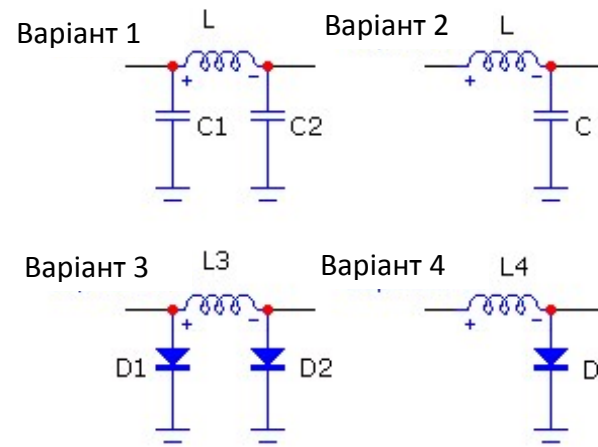 Варіант 1
L
Варіант 2
L
+
-
+
-
C1
C2
C
Варіант 3
L3
Варіант 4
L4
+
-
+
-
D1
D2
D